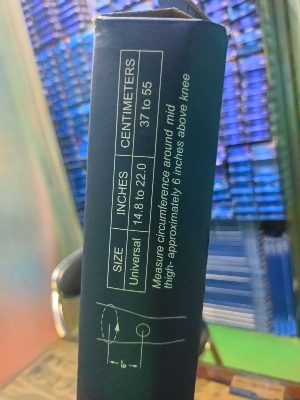 SIZE INCHES CENTIMETERS
Universal 14.8 to 22.0 37 to 55
Measure circumference around mid
thigh- approximately 6 inches above knee
6"